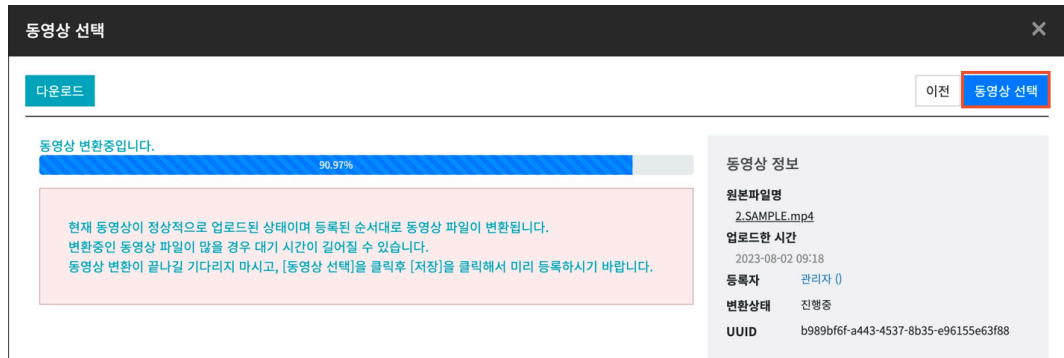 동영상 선택
×
다운로드
이전
동영상 선택
동영상 변환중입니다.
90.97%
현재 동영상이 정상적으로 업로드된 상태이며 등록된 순서대로 동영상 파일이 변환됩니다.
변환중인 동영상 파일이 많을 경우 대기 시간이 길어질 수 있습니다.
동영상 변환이 끝나길 기다리지 마시고, [동영상 선택]을 클릭후 [저장]을 클릭해서 미리 등록하시기 바랍니다.
동영상 정보
원본파일명
2.SAMPLE.mp4
업로드한 시간
2023-08-02 09:18
등록자 관리자 ()
변환상태 진행중
UUID b989bf6f-a443-4537-8b35-e96155e63f88